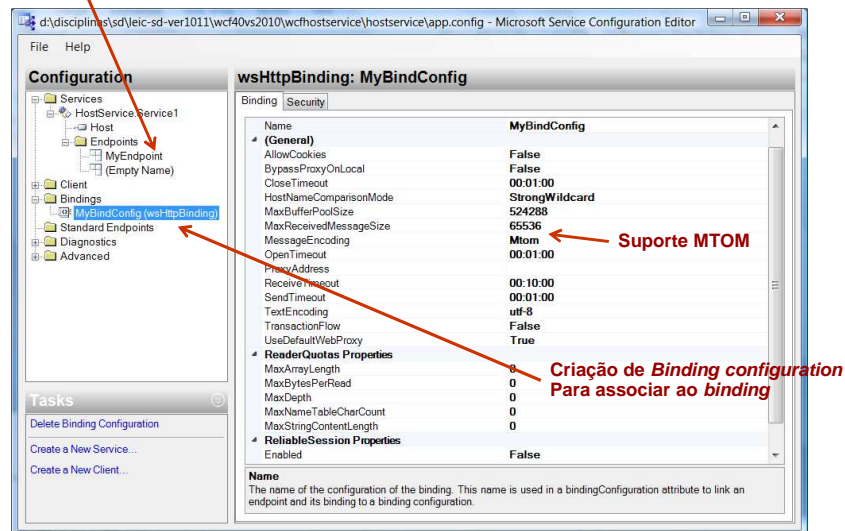 d:\disciplinas\sd\leic-sd-ver1011\wcf40vs2010\wcfhostservice\hostservice\app.config - Microsoft Service Configuration Editor
File Help
Configuration
Services
HostService.Service1
Host
Endpoints
MyEndpoint
(Empty Name)
Client
Bindings
MyBindConfig (wsHttpBinding)
Standard Endpoints
Diagnostics
Advanced
Tasks
Delete Binding Configuration
Create a New Service...
Create a New Client...
wsHttpBinding: MyBindConfig
Binding Security
Name MyBindConfig
(General)
AllowCookies False
BypassProxyOnLocal False
CloseTimeout 00:01:00
HostNameComparisonMode StrongWildcard
MaxBufferPoolSize 524288
MaxReceivedMessageSize 65536
MessageEncoding Mtom
OpenTimeout 00:01:00
ProxyAddress
ReceiveTimeout 00:10:00
SendTimeout 00:01:00
TextEncoding utf-8
TransactionFlow False
UseDefaultWebProxy True
ReaderQuotas Properties
MaxArrayLength 0
MaxBytesPerRead 0
MaxDepth 0
MaxNameTableCharCount 0
MaxStringContentLength 0
ReliableSession Properties
Enabled False
Name
The name of the configuration of the binding. This name is used in a bindingConfiguration attribute to link an
endpoint and its binding to a binding configuration.
Suporte MTOM
Criação de Binding configuration
Para associar ao binding